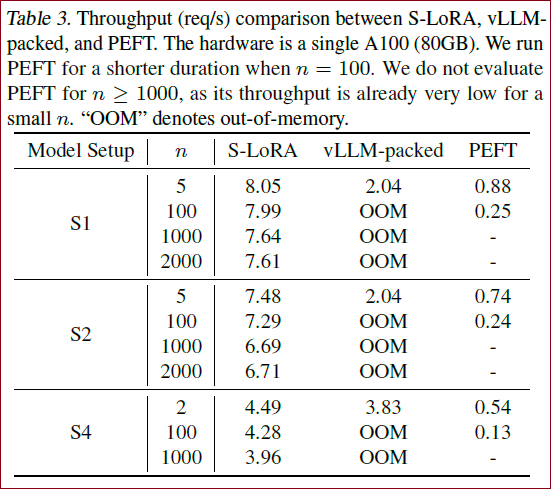 Table 3. Throughput (req/s) comparison between S-LoRA, vLLM-
packed, and PEFT. The hardware is a single A100 (80GB). We run
PEFT for a shorter duration when n = 100. We do not evaluate
PEFT for n ≥ 1000, as its throughput is already very low for a
small n. “OOM” denotes out-of-memory.
Model Setup n S-LoRA vLLM-packed PEFT
S1
5 8.05 2.04 0.88
100 7.99 OOM 0.25
1000 7.64 OOM -
2000 7.61 OOM -
S2
5 7.48 2.04 0.74
100 7.29 OOM 0.24
1000 6.69 OOM -
2000 6.71 OOM -
S4
2 4.49 3.83 0.54
100 4.28 OOM 0.13
1000 3.96 OOM -